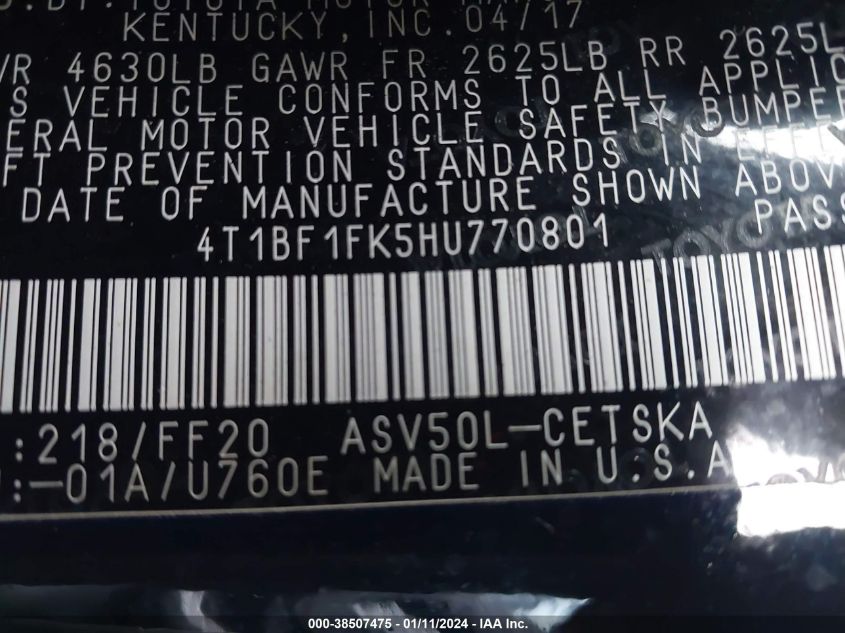 KENTUCKY, INC. 04/17
4630LB GAWR FR 2625LB RR 2625L
VEHICLE CONFORMS TO ALL APPLIC
ERAL MOTOR VEHICLE SAFETY BUMPER
FT PREVENTION STANDARDS IN EFFE
DATE OF MANUFACTURE SHOWN ABOV
4T1BF1FK5HU770801 PASS
:218/FF20 ASV50L-CETSKA
:-01A/U760E MADE IN U.S.A
000-38507475 - 01/11/2024 - IAA Inc.